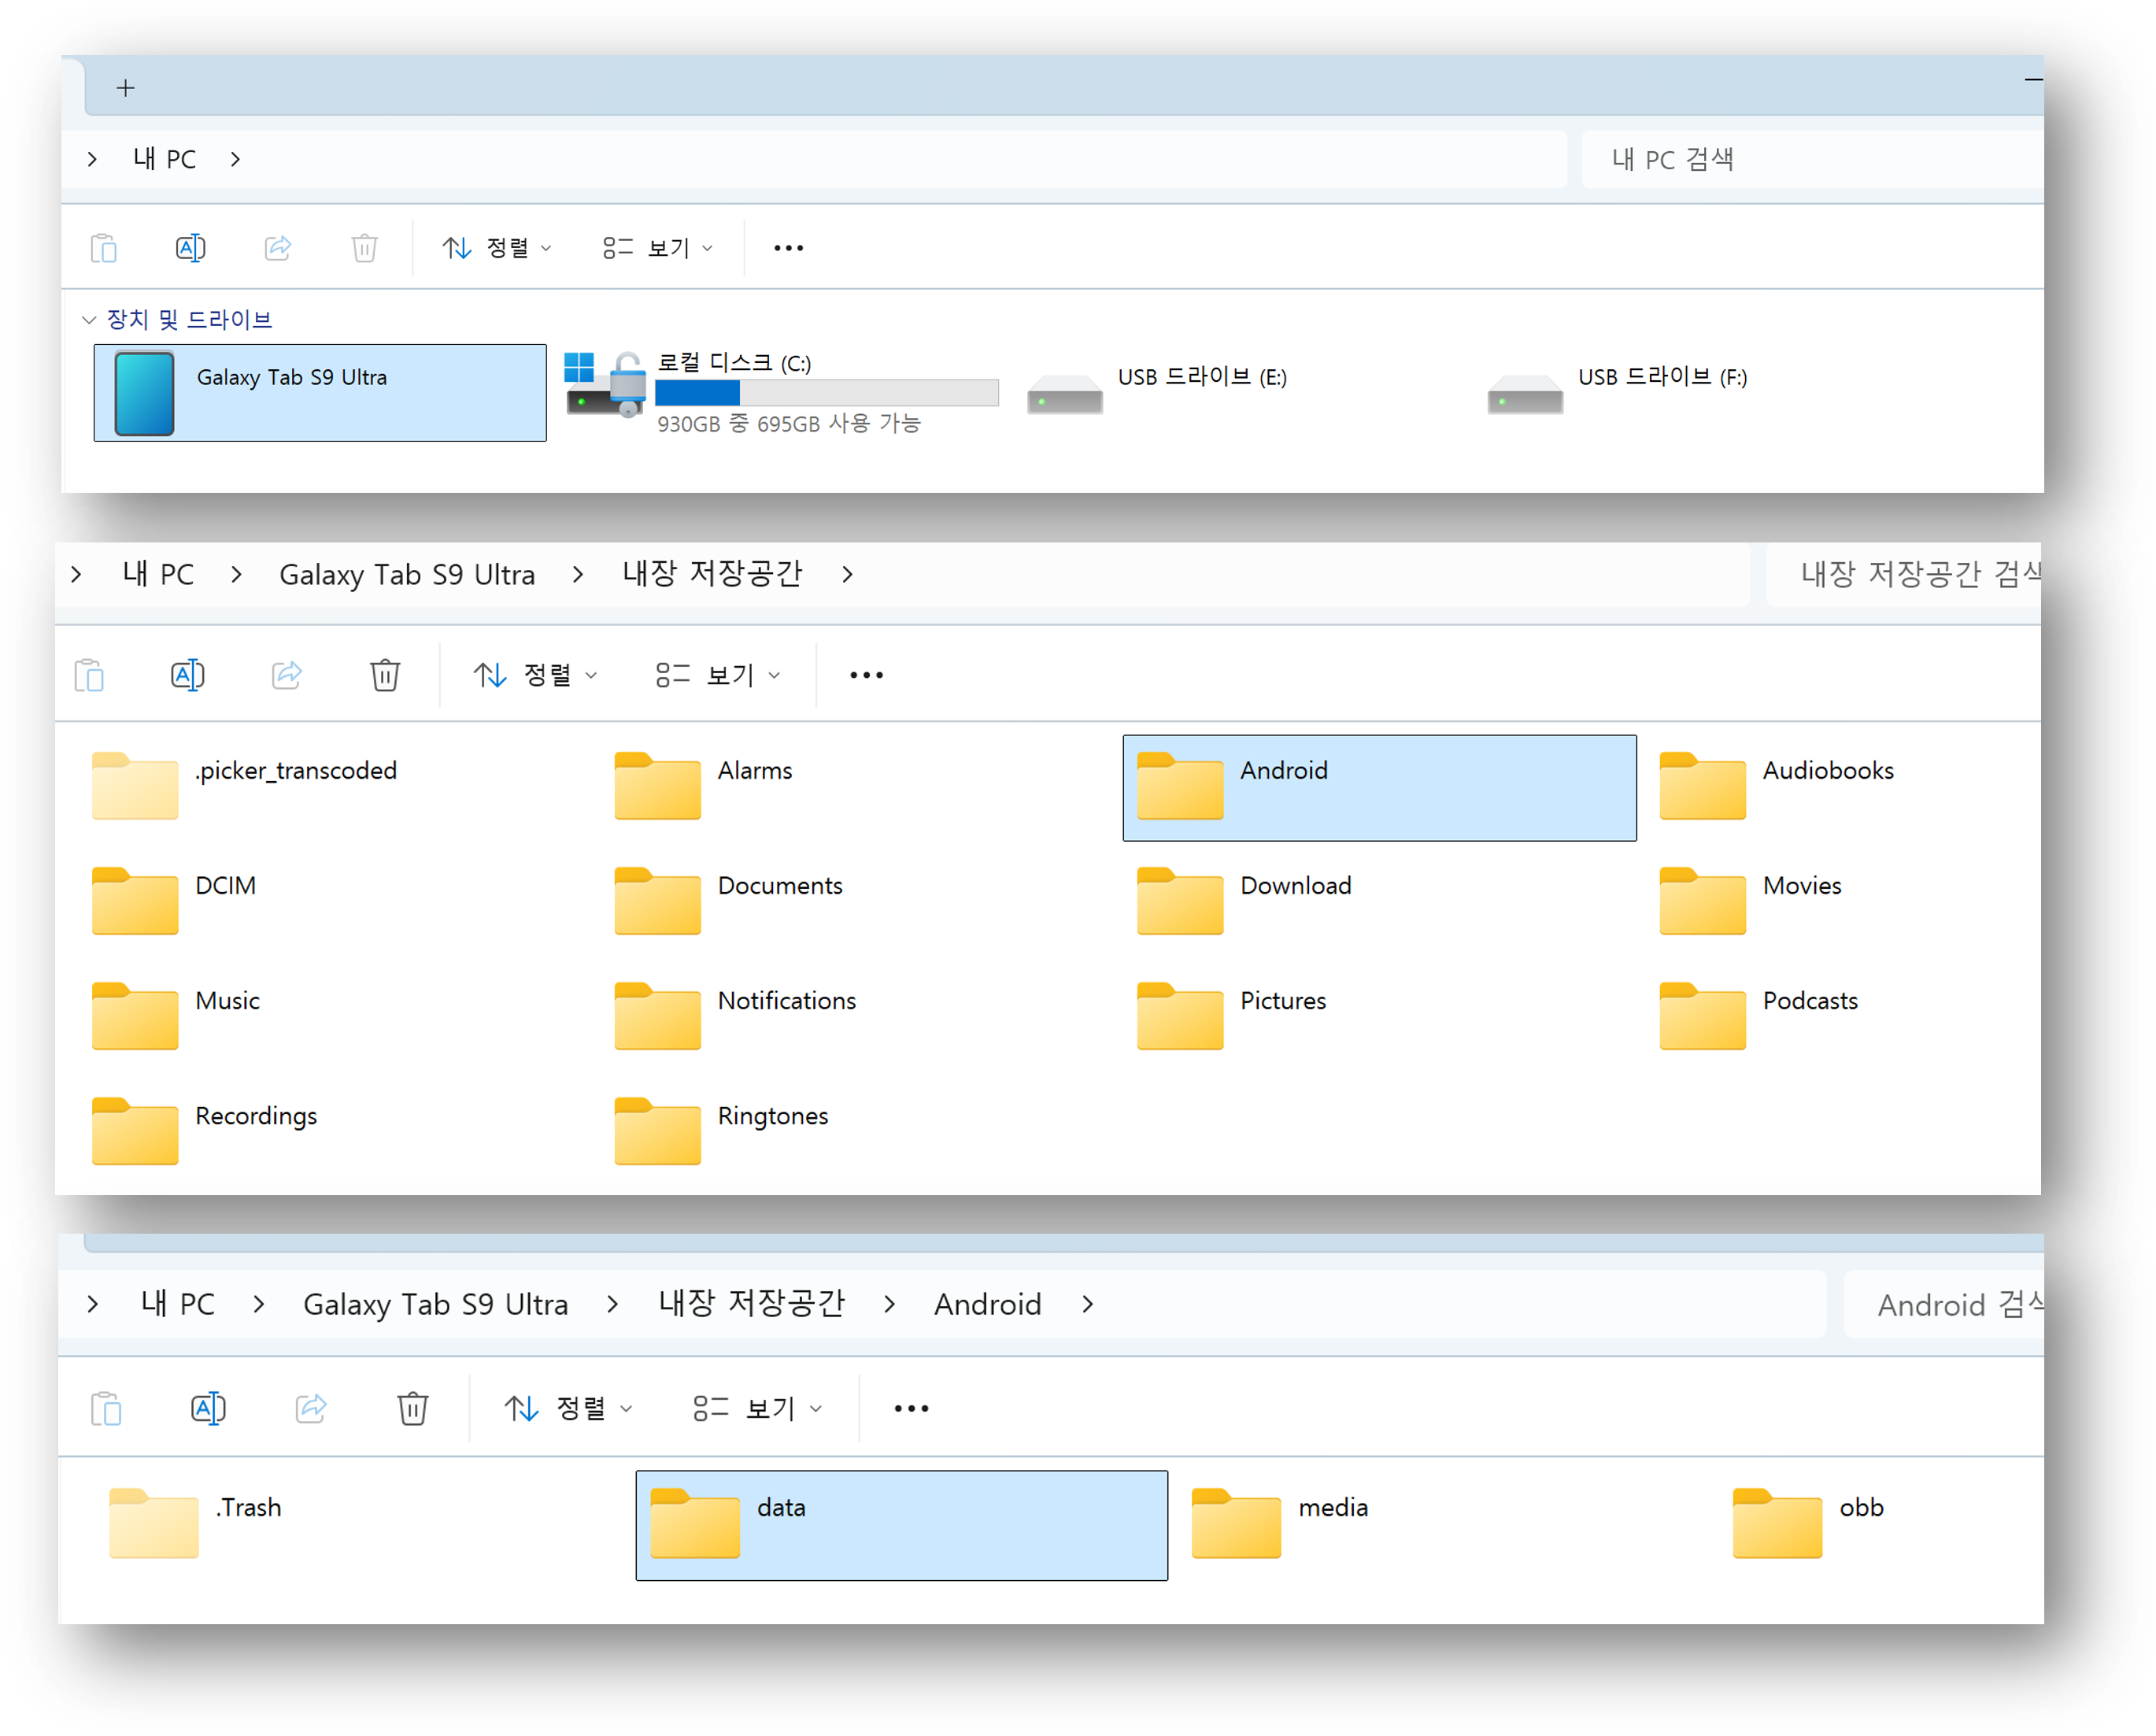 내 PC
내 PC 검색
정렬
보기
장치 및 드라이브
Galaxy Tab S9 Ultra
로컬 디스크 (C:)
930GB 중 695GB 사용 가능
USB 드라이브 (E:)
USB 드라이브 (F:)
내 PC
Galaxy Tab S9 Ultra
내장 저장공간
내장 저장공간 검색
정렬
보기
.picker_transcoded
Alarms
Android
Audiobooks
DCIM
Documents
Download
Movies
Music
Notifications
Pictures
Podcasts
Recordings
Ringtones
내 PC
Galaxy Tab S9 Ultra
내장 저장공간
Android
Android 검색
정렬
보기
.Trash
data
media
obb